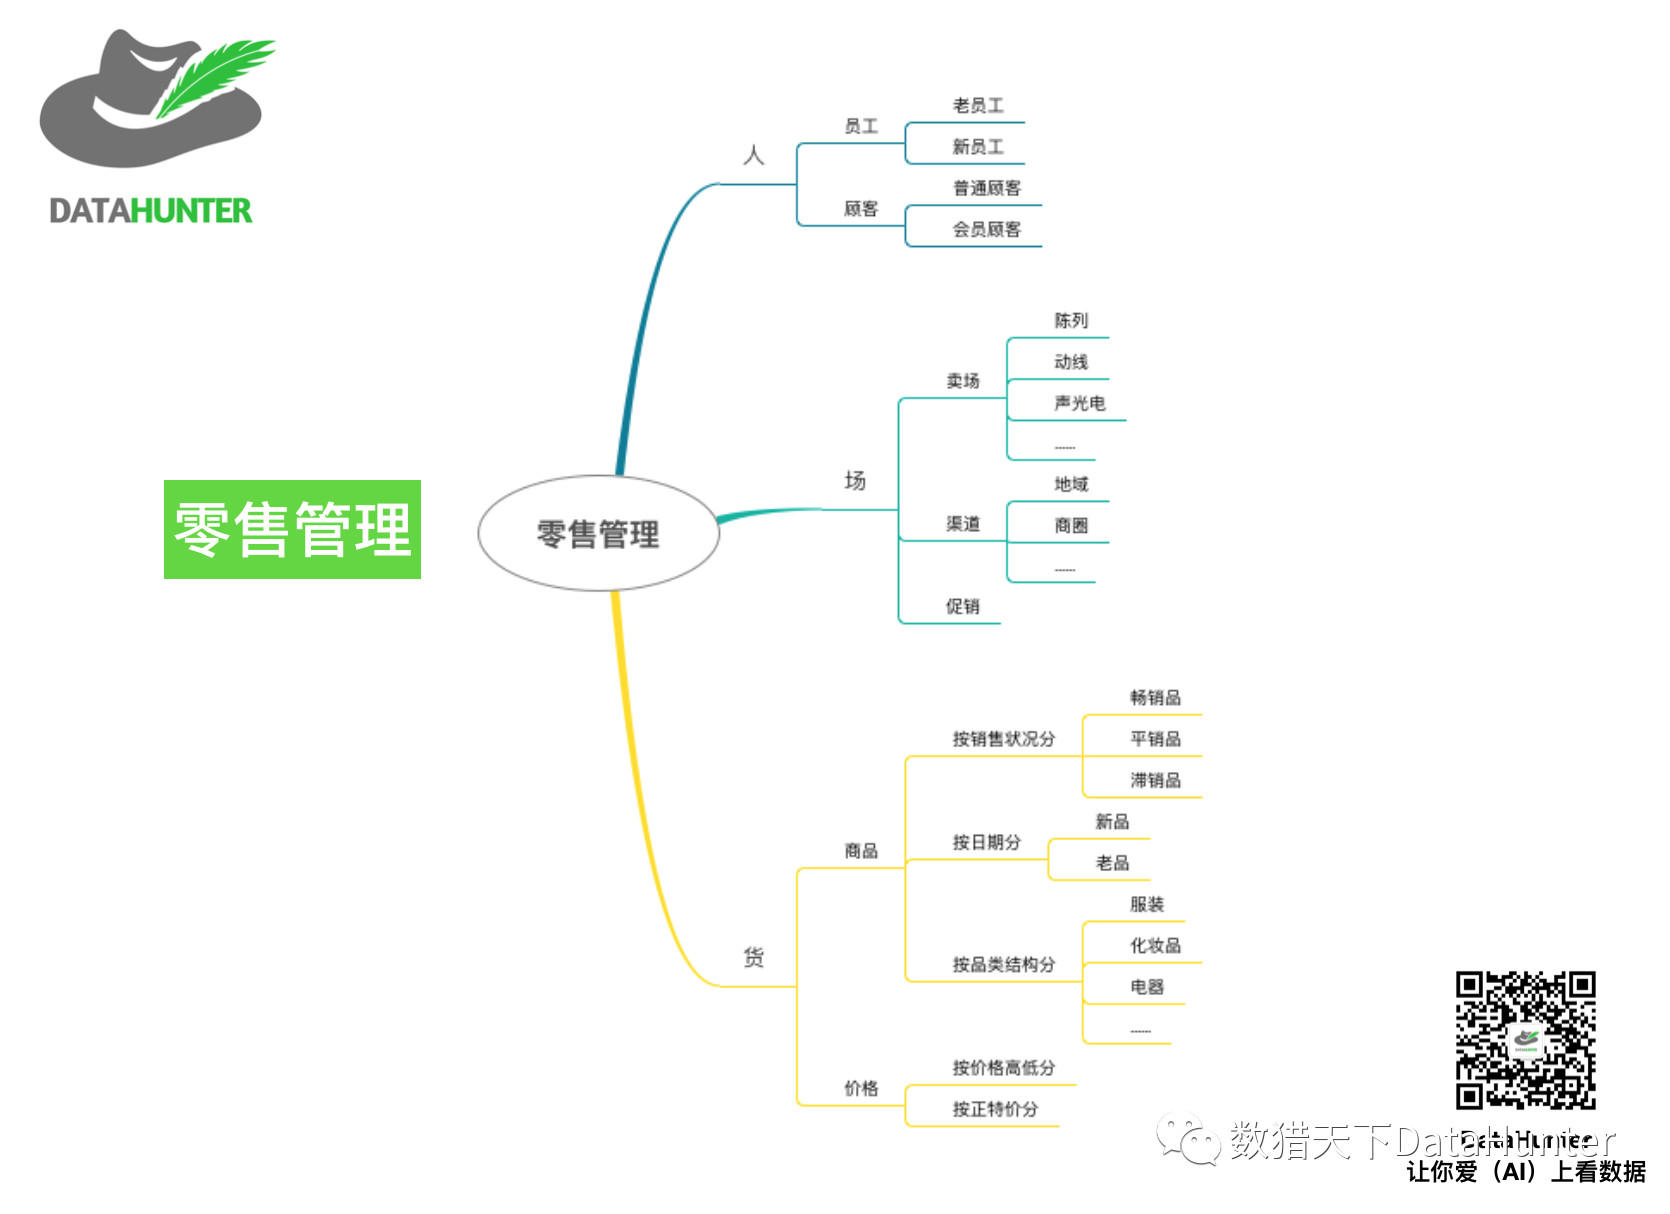 DATAHUNTER
零售管理
零售管理
人
员工
老员工
新员工
顾客
普通顾客
会员顾客
场
卖场
陈列
动线
声光电
......
渠道
地域
商圈
......
促销
货
商品
按销售状况分
畅销品
平销品
滞销品
按日期分
新品
老品
按品类结构分
服装
化妆品
电器
......
价格
按价格高低分
按正特价分
数猎天下DataHunter
DataHunter
让你爱（AI）上看数据